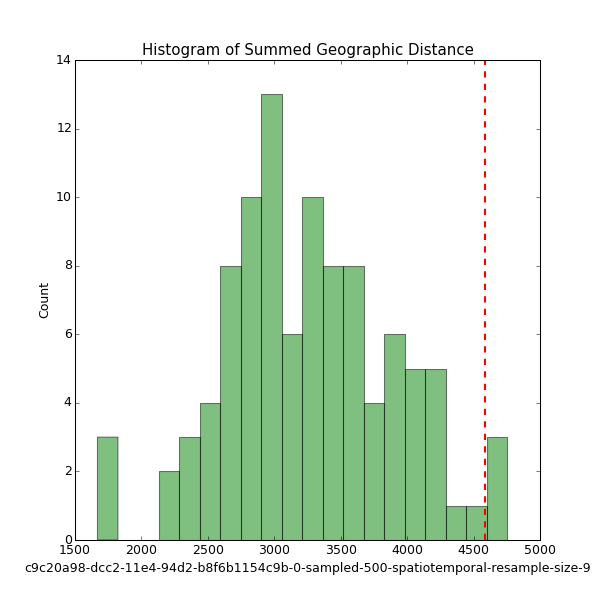 Histogram of Summed Geographic Distance
14
12
10
8
6
4
2
0
Count
1500 2000 2500 3000 3500 4000 4500 5000
c9c20a98-dcc2-11e4-94d2-b8f6b1154c9b-0-sampled-500-spatiotemporal-resample-size-9